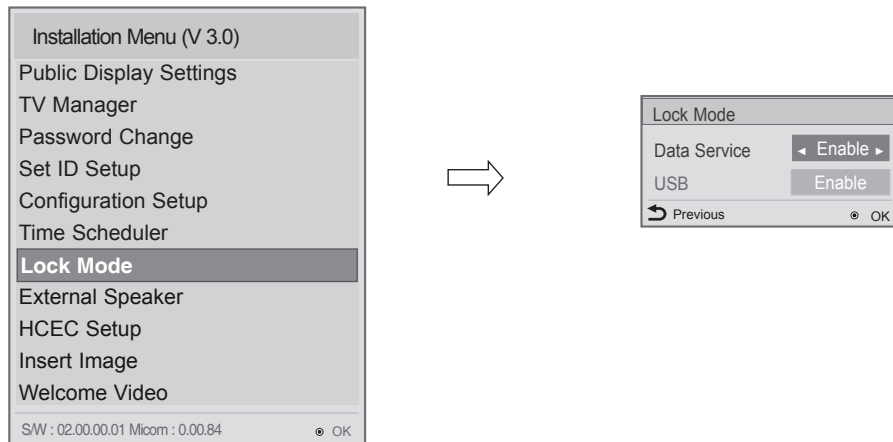 Installation Menu (V 3.0)
Public Display Settings
TV Manager
Password Change
Set ID Setup
Configuration Setup
Time Scheduler
Lock Mode
External Speaker
HCEC Setup
Insert Image
Welcome Video
S/W : 02.00.00.01 Micom : 0.00.84 ◉ OK
Lock Mode
Data Service ◄ Enable ►
USB Enable
Previous ◉ OK